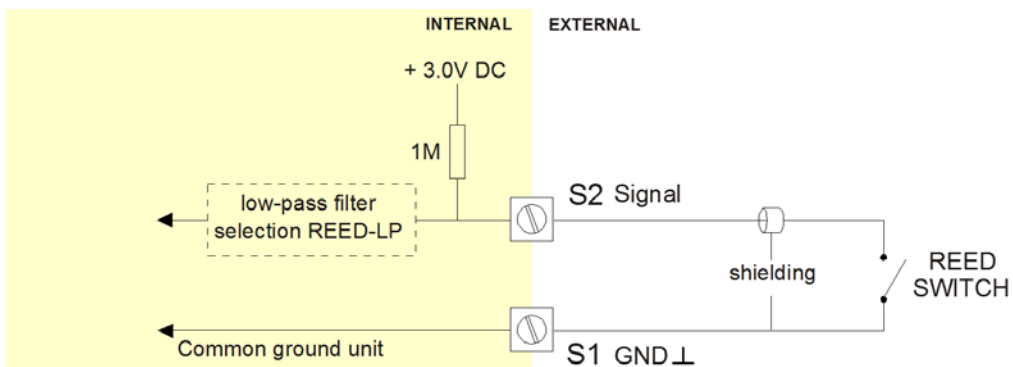 INTERNAL EXTERNAL
+ 3.0V DC
1M
low-pass filter
selection REED-LP
S2 Signal
shielding
REED
SWITCH
Common ground unit
S1 GND ⊥